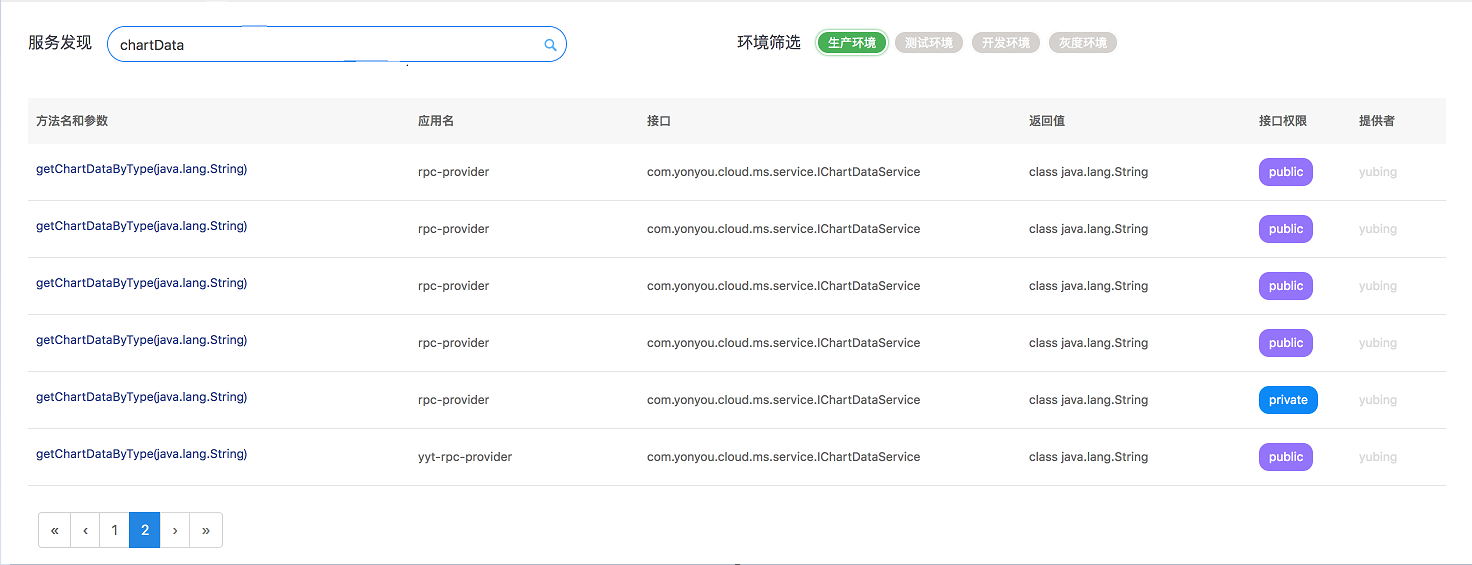 服务发现 chartData 环境筛选 生产环境 测试环境 开发环境 灰度环境
方法名和参数 应用名 接口 返回值 接口权限 提供者
getChartDataByType(java.lang.String) rpc-provider com.yonyou.cloud.ms.service.IChartDataService class java.lang.String public yubing
getChartDataByType(java.lang.String) rpc-provider com.yonyou.cloud.ms.service.IChartDataService class java.lang.String public yubing
getChartDataByType(java.lang.String) rpc-provider com.yonyou.cloud.ms.service.IChartDataService class java.lang.String public yubing
getChartDataByType(java.lang.String) rpc-provider com.yonyou.cloud.ms.service.IChartDataService class java.lang.String public yubing
getChartDataByType(java.lang.String) rpc-provider com.yonyou.cloud.ms.service.IChartDataService class java.lang.String private yubing
getChartDataByType(java.lang.String) yyt-rpc-provider com.yonyou.cloud.ms.service.IChartDataService class java.lang.String public yubing
« ‹ 1 2 › »